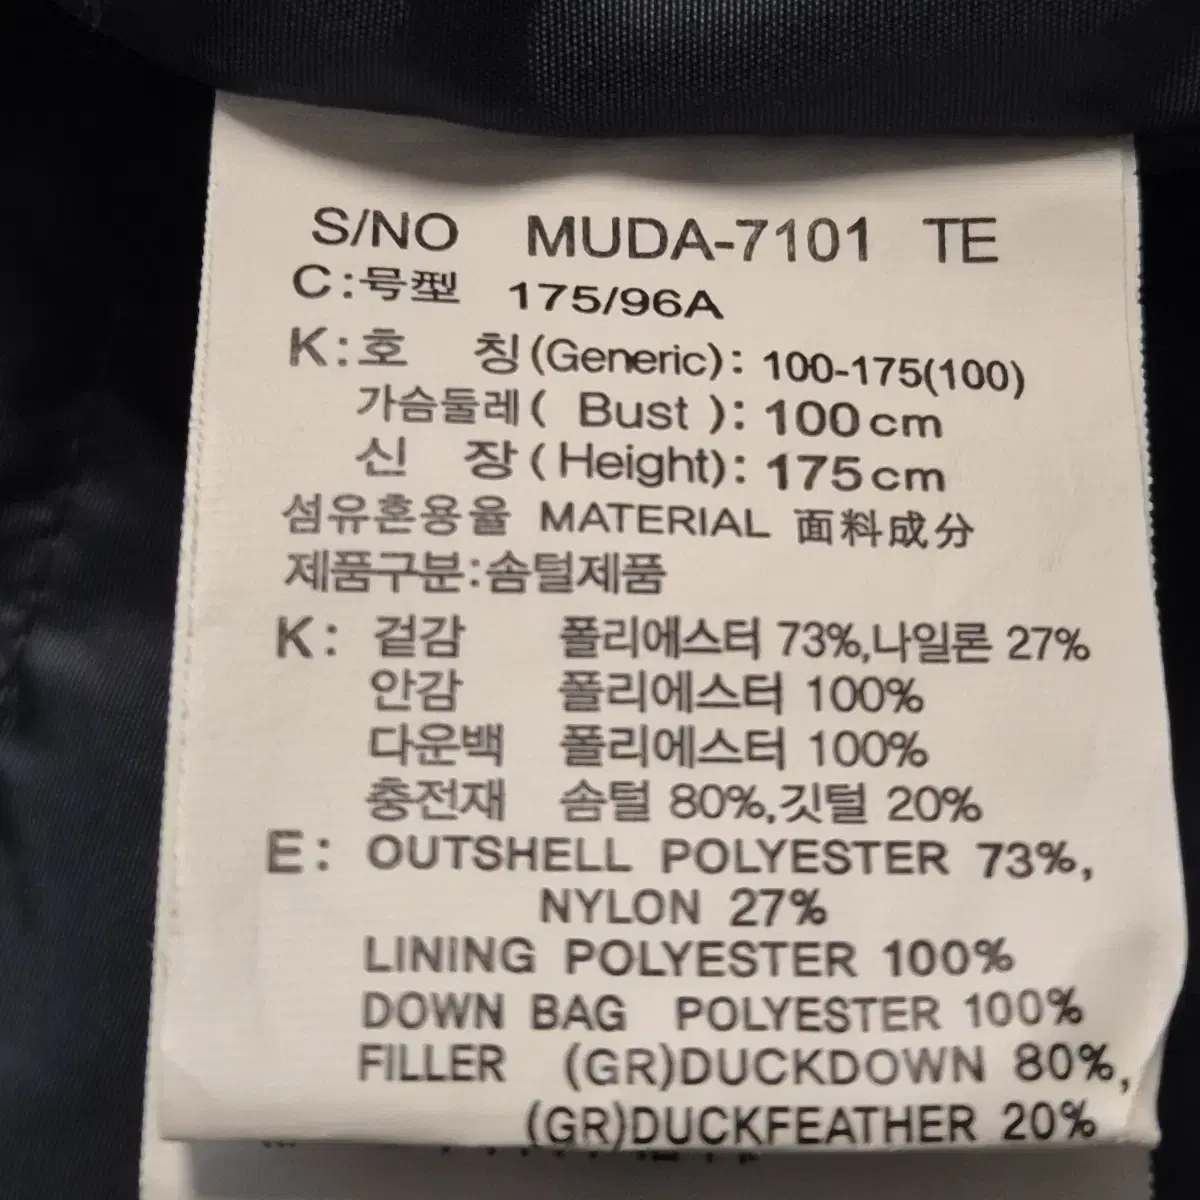 S/NO MUDA-7101 TE
C:号型 175/96A
K:호 칭(Generic): 100-175(100)
가슴둘레( Bust ): 100cm
신 장(Height): 175cm
섬유혼용율 MATERIAL 面料成分
제품구분:솜털제품
K: 겉감 폴리에스터 73%,나일론 27%
안감 폴리에스터 100%
다운백 폴리에스터 100%
충전재 솜털 80%,깃털 20%
E: OUTSHELL POLYESTER 73%,
NYLON 27%
LINING POLYESTER 100%
DOWN BAG POLYESTER 100%
FILLER (GR)DUCKDOWN 80%,
(GR)DUCKFEATHER 20%